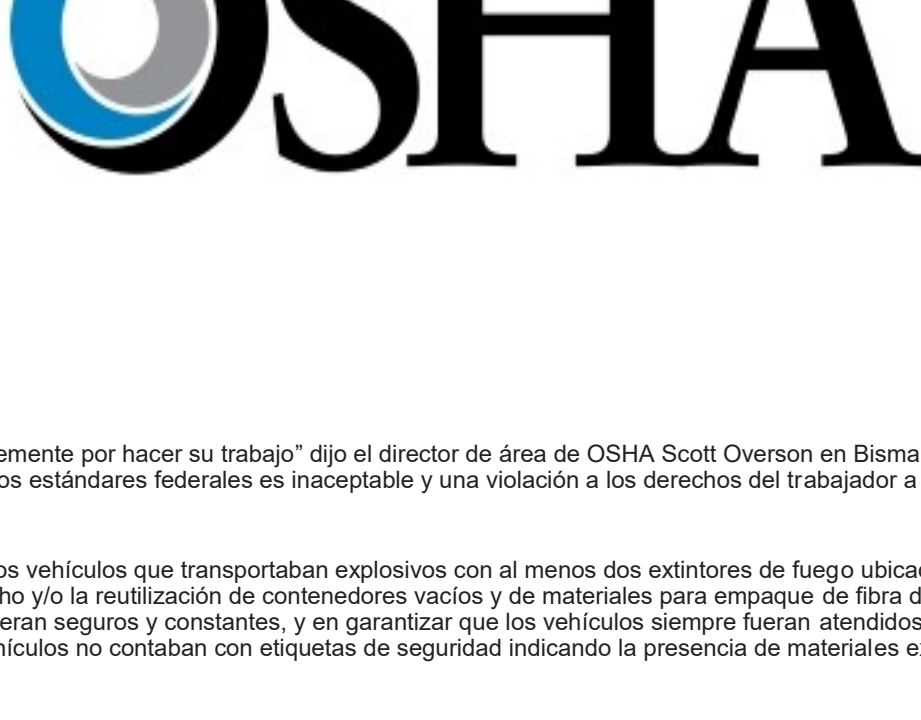 OSHA
por hacer su trabajo” dijo el director de área de OSHA Scott Overson en
estándares federales es inaceptable y una violación a los derechos del trabajador a
vehículos que transportaban explosivos con al menos dos extintores de fuego
y/o la reutilización de contenedores vacíos y de materiales para empaque de fibra
eran seguros y constantes, y en garantizar que los vehículos siempre fueran atendidos
no contaban con etiquetas de seguridad indicando la presencia de materiales